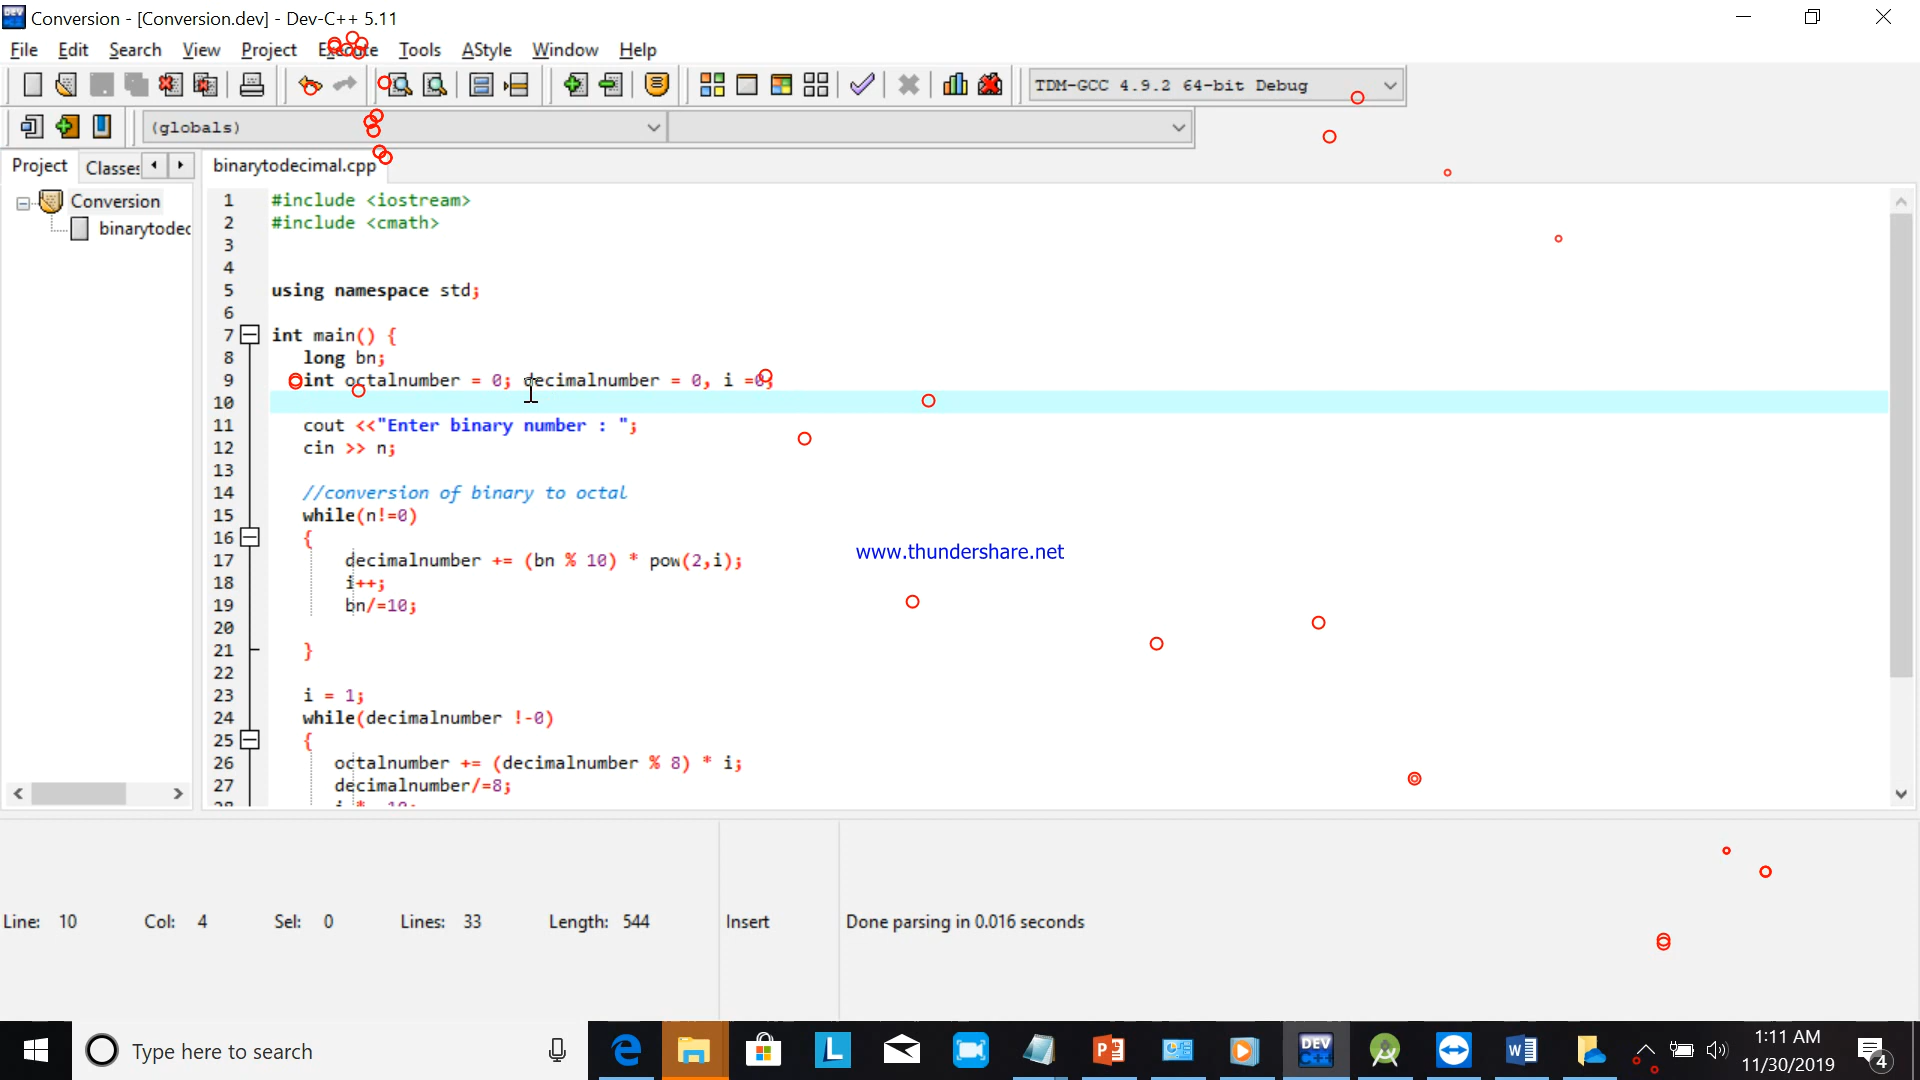 Conversion - [Conversion.dev] - Dev-C++ 5.11
File Edit Search View Project Execute Tools AStyle Window Help
TDM-GCC 4.9.2 64-bit Debug
(globals)
Project Classes binarytodecimal.cpp
Conversion
binarytodec
1 #include <iostream>
2 #include <cmath>
3
4
5 using namespace std;
6
7 int main() {
8 long bn;
9 int octalnumber = 0; decimalnumber = 0, i =0;
10
11 cout <<"Enter binary number : ";
12 cin >> n;
13
14 //conversion of binary to octal
15 while(n!=0)
16 {
17 decimalnumber += (bn % 10) * pow(2,i);
18 i++;
19 bn/=10;
20
21 }
22
23 i = 1;
24 while(decimalnumber !-0)
25 {
26 octalnumber += (decimalnumber % 8) * i;
27 decimalnumber/=8;
www.thundershare.net
Line: 10 Col: 4 Sel: 0 Lines: 33 Length: 544 Insert Done parsing in 0.016 seconds
Type here to search
DEV C++
1:11 AM
11/30/2019
4